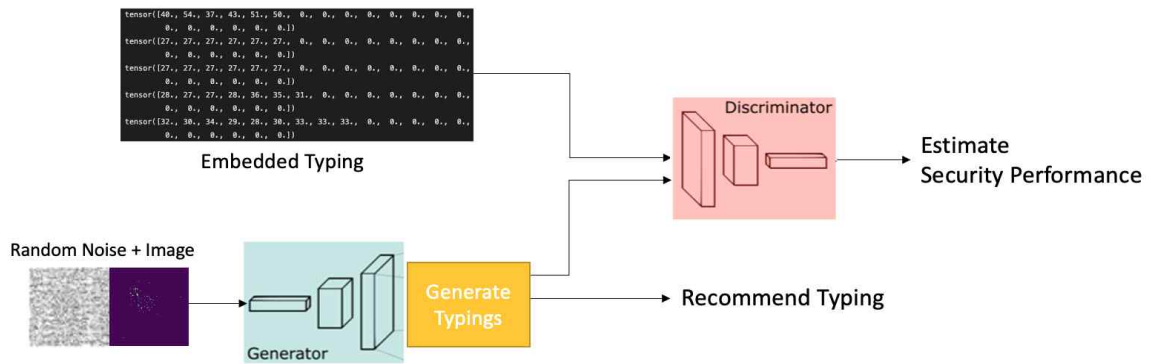 tensor([40., 54., 37., 43., 51., 50., 0., 0., 0., 0., 0., 0., 0., 0.,
0., 0., 0., 0., 0., 0.])
tensor([27., 27., 27., 27., 27., 27., 0., 0., 0., 0., 0., 0., 0., 0.,
0., 0., 0., 0., 0., 0.])
tensor([27., 27., 27., 27., 27., 27., 0., 0., 0., 0., 0., 0., 0., 0.,
0., 0., 0., 0., 0., 0.])
tensor([28., 27., 27., 28., 36., 35., 31., 0., 0., 0., 0., 0., 0., 0.,
0., 0., 0., 0., 0., 0.])
tensor([32., 30., 34., 29., 28., 30., 33., 33., 33., 0., 0., 0., 0., 0.,
0., 0., 0., 0., 0., 0.])
Embedded Typing
Discriminator
Estimate
Security Performance
Random Noise + Image
Generator
Generate
Typings
Recommend Typing